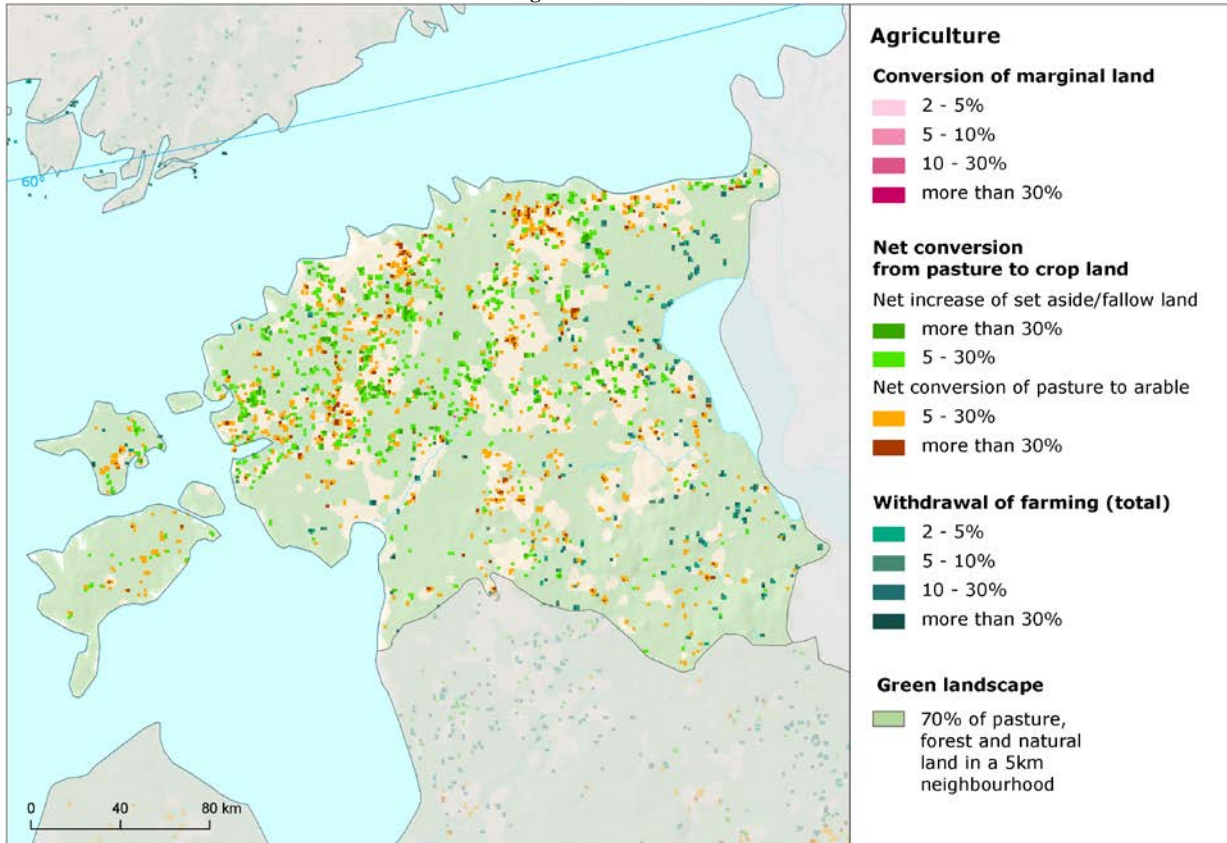 60°
0 40 80 km
Agriculture
Conversion of marginal land
2 - 5%
5 - 10%
10 - 30%
more than 30%
Net conversion
from pasture to crop land
Net increase of set aside/fallow land
more than 30%
5 - 30%
Net conversion of pasture to arable
5 - 30%
more than 30%
Withdrawal of farming (total)
2 - 5%
5 - 10%
10 - 30%
more than 30%
Green landscape
70% of pasture,
forest and natural
land in a 5km
neighbourhood